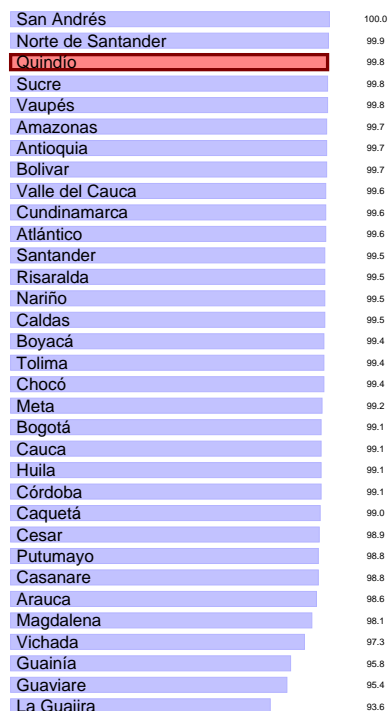 San Andrés 100.0
Norte de Santander 99.9
Quindío 99.8
Sucre 99.8
Vaupés 99.8
Amazonas 99.7
Antioquia 99.7
Bolivar 99.7
Valle del Cauca 99.6
Cundinamarca 99.6
Atlántico 99.6
Santander 99.5
Risaralda 99.5
Nariño 99.5
Caldas 99.5
Boyacá 99.4
Tolima 99.4
Chocó 99.4
Meta 99.2
Bogotá 99.1
Cauca 99.1
Huila 99.1
Córdoba 99.1
Caquetá 99.0
Cesar 98.9
Putumayo 98.8
Casanare 98.8
Arauca 98.6
Magdalena 98.1
Vichada 97.3
Guainía 95.8
Guaviare 95.4
La Guajira 93.6